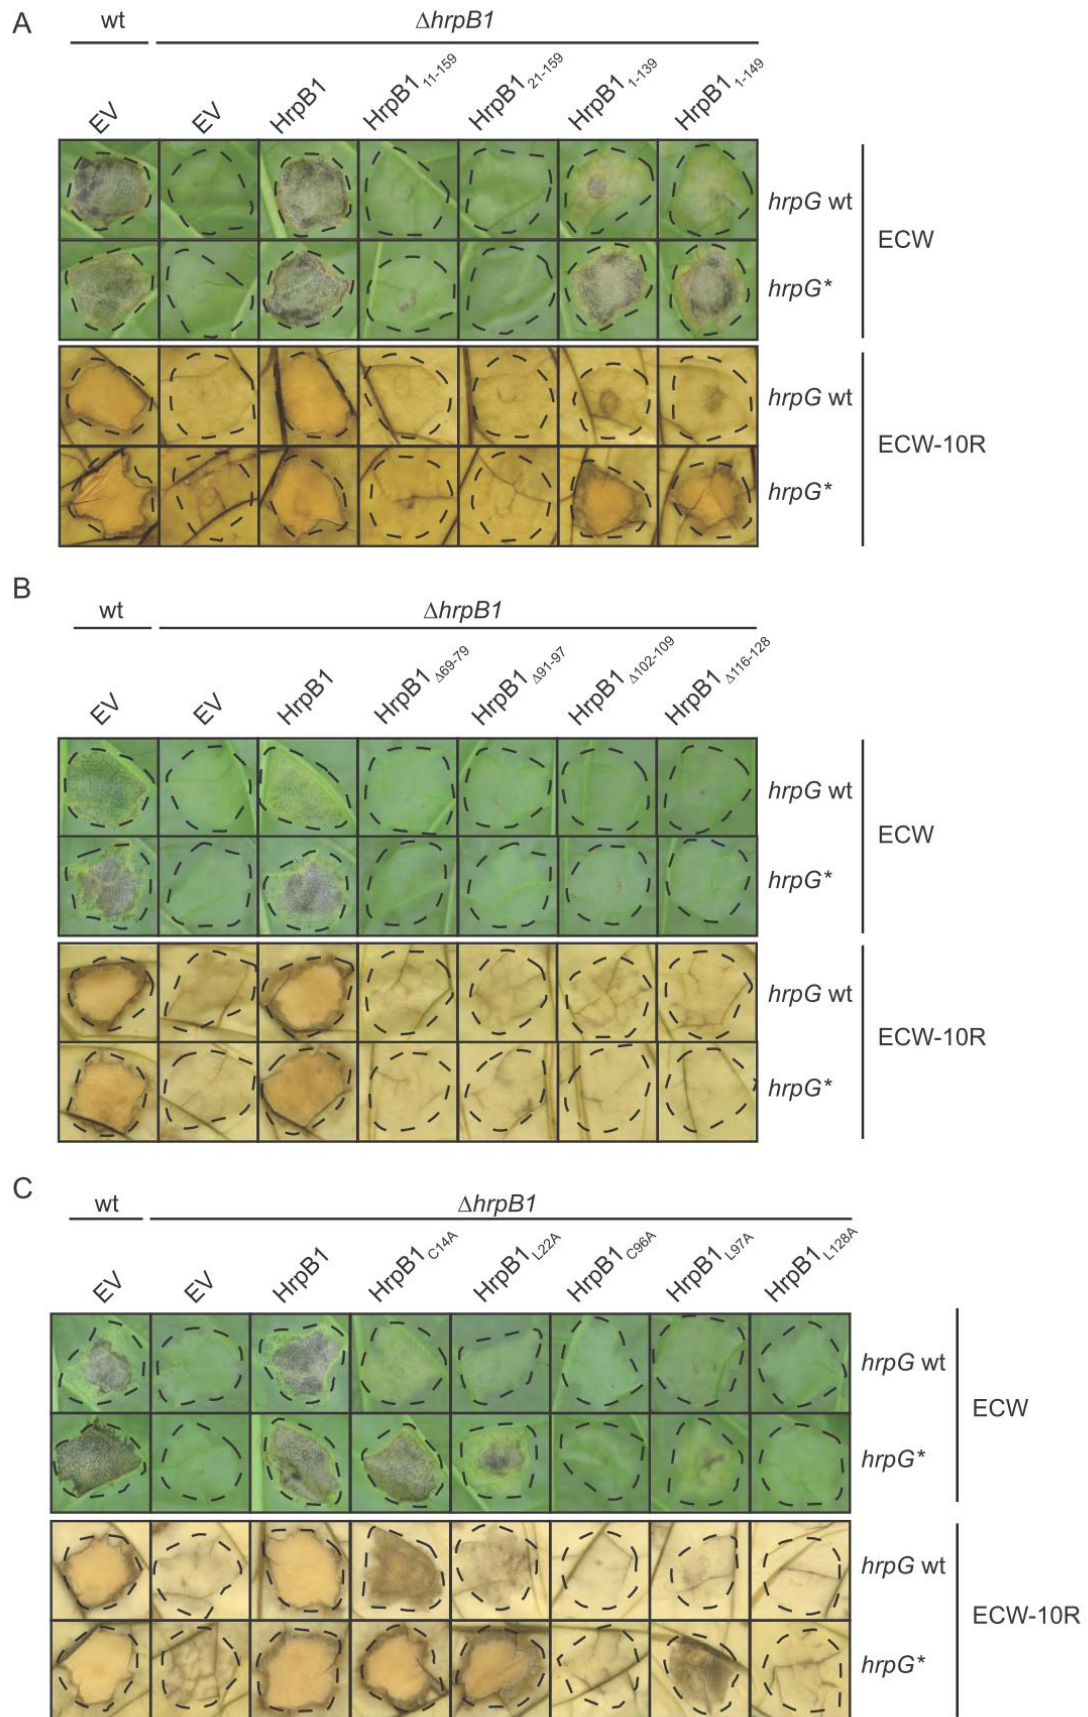 A
wt
ΔhrpB1
EV
EV
HrpB1
HrpB1 11-159
HrpB1 21-159
HrpB1 1-139
HrpB1 1-149
hrpG wt
ECW
hrpG*
hrpG wt
ECW-10R
hrpG*
B
wt
ΔhrpB1
EV
EV
HrpB1
HrpB1 Δ69-79
HrpB1 Δ91-97
HrpB1 Δ102-109
HrpB1 Δ116-128
hrpG wt
ECW
hrpG*
hrpG wt
ECW-10R
hrpG*
C
wt
ΔhrpB1
EV
EV
HrpB1
HrpB1 C14A
HrpB1 L22A
HrpB1 C96A
HrpB1 L97A
HrpB1 L128A
hrpG wt
ECW
hrpG*
hrpG wt
ECW-10R
hrpG*